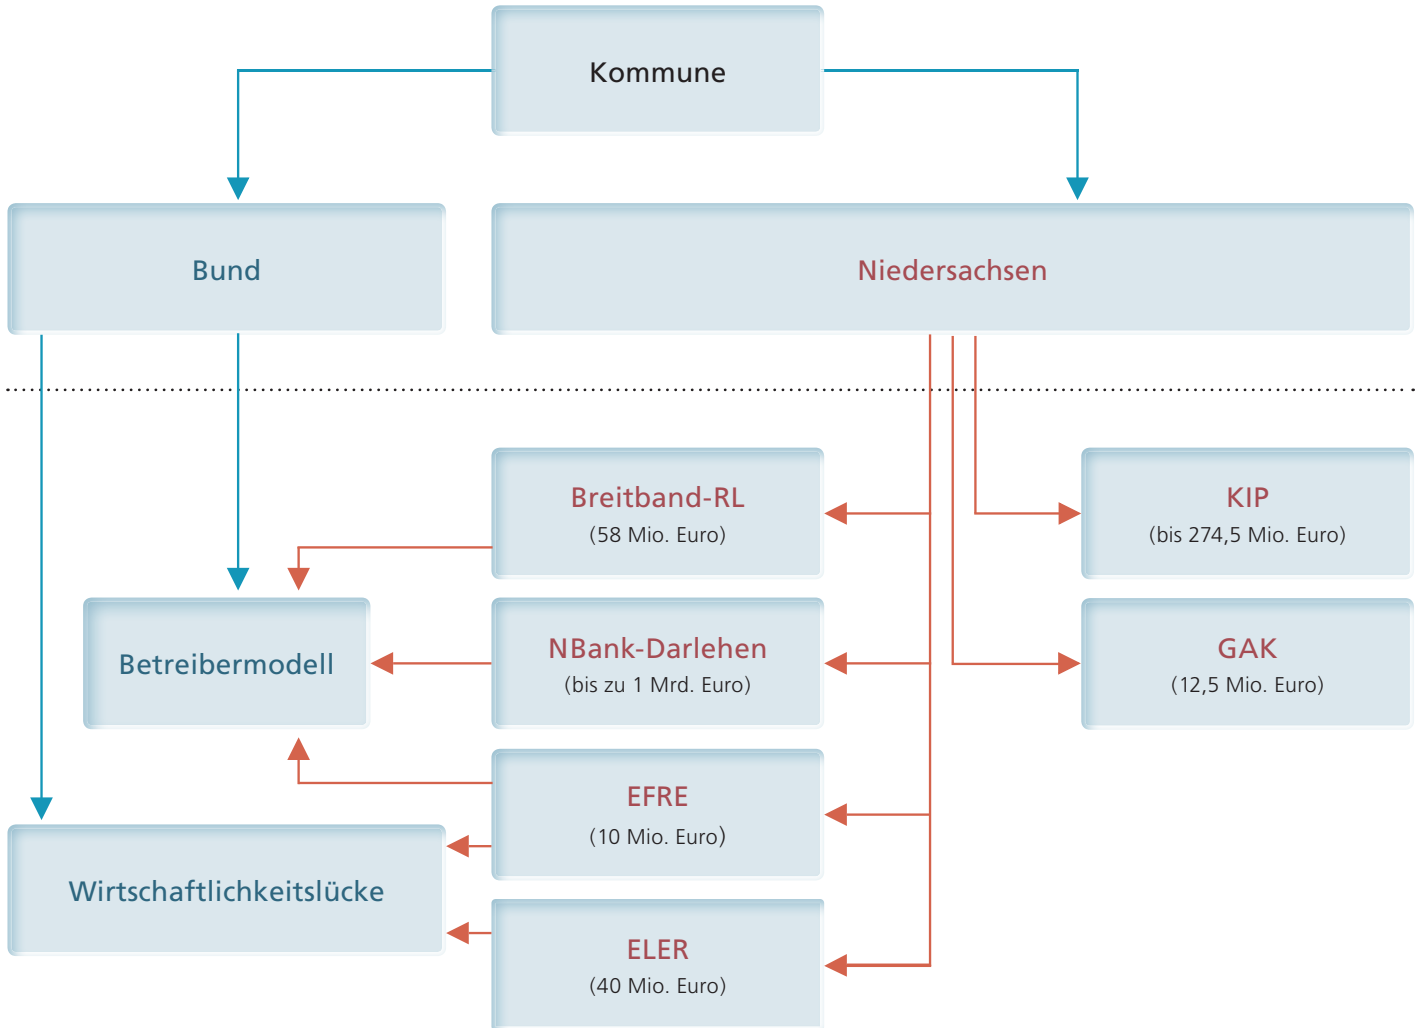 Kommune
Bund
Niedersachsen
Breitband-RL
(58 Mio. Euro)
KIP
(bis 274,5 Mio. Euro)
Betreibermodell
NBank-Darlehen
(bis zu 1 Mrd. Euro)
GAK
(12,5 Mio. Euro)
EFRE
(10 Mio. Euro)
Wirtschaftlichkeitslücke
ELER
(40 Mio. Euro)